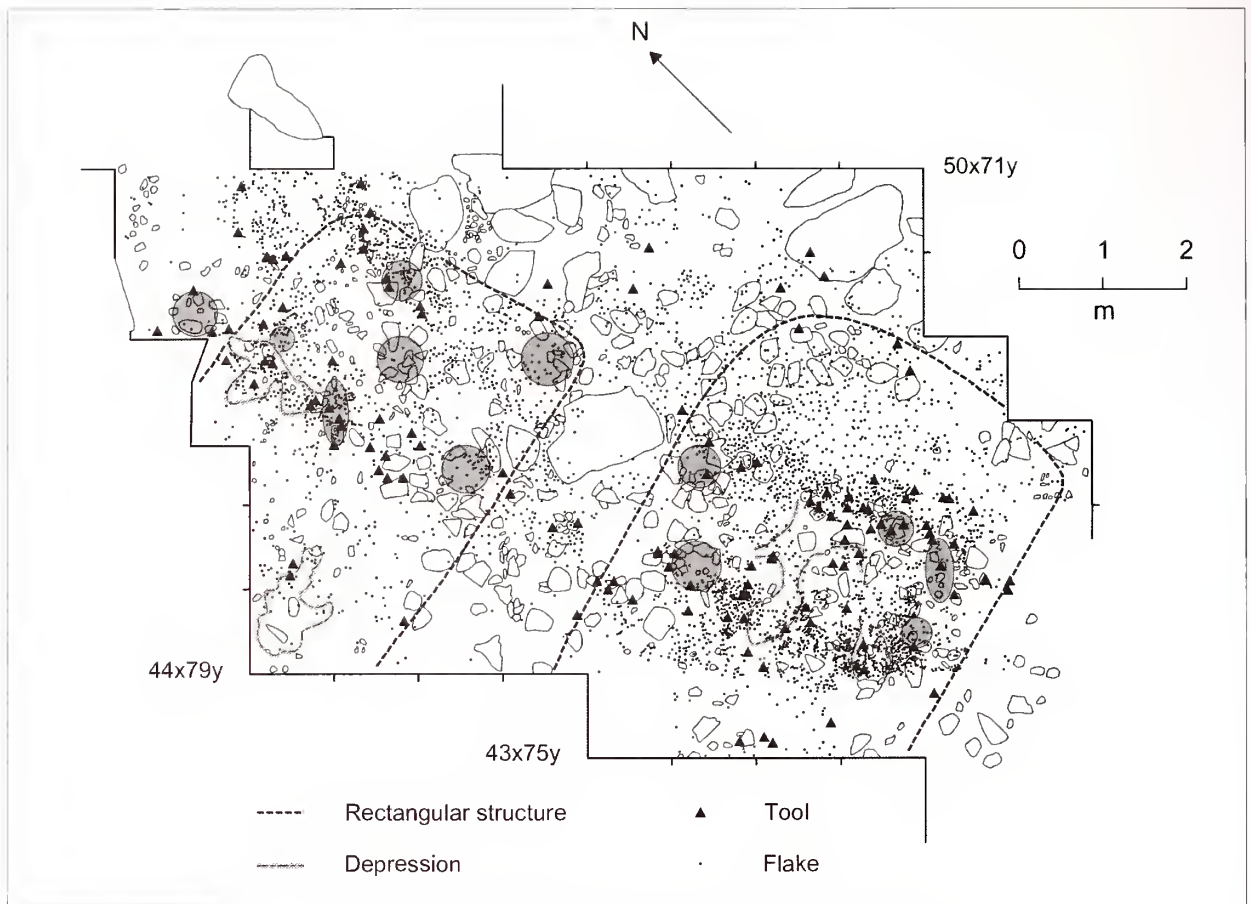 N
50x71y
0 1 2
m
44x79y
43x75y
Rectangular structure
Tool
Depression
Flake